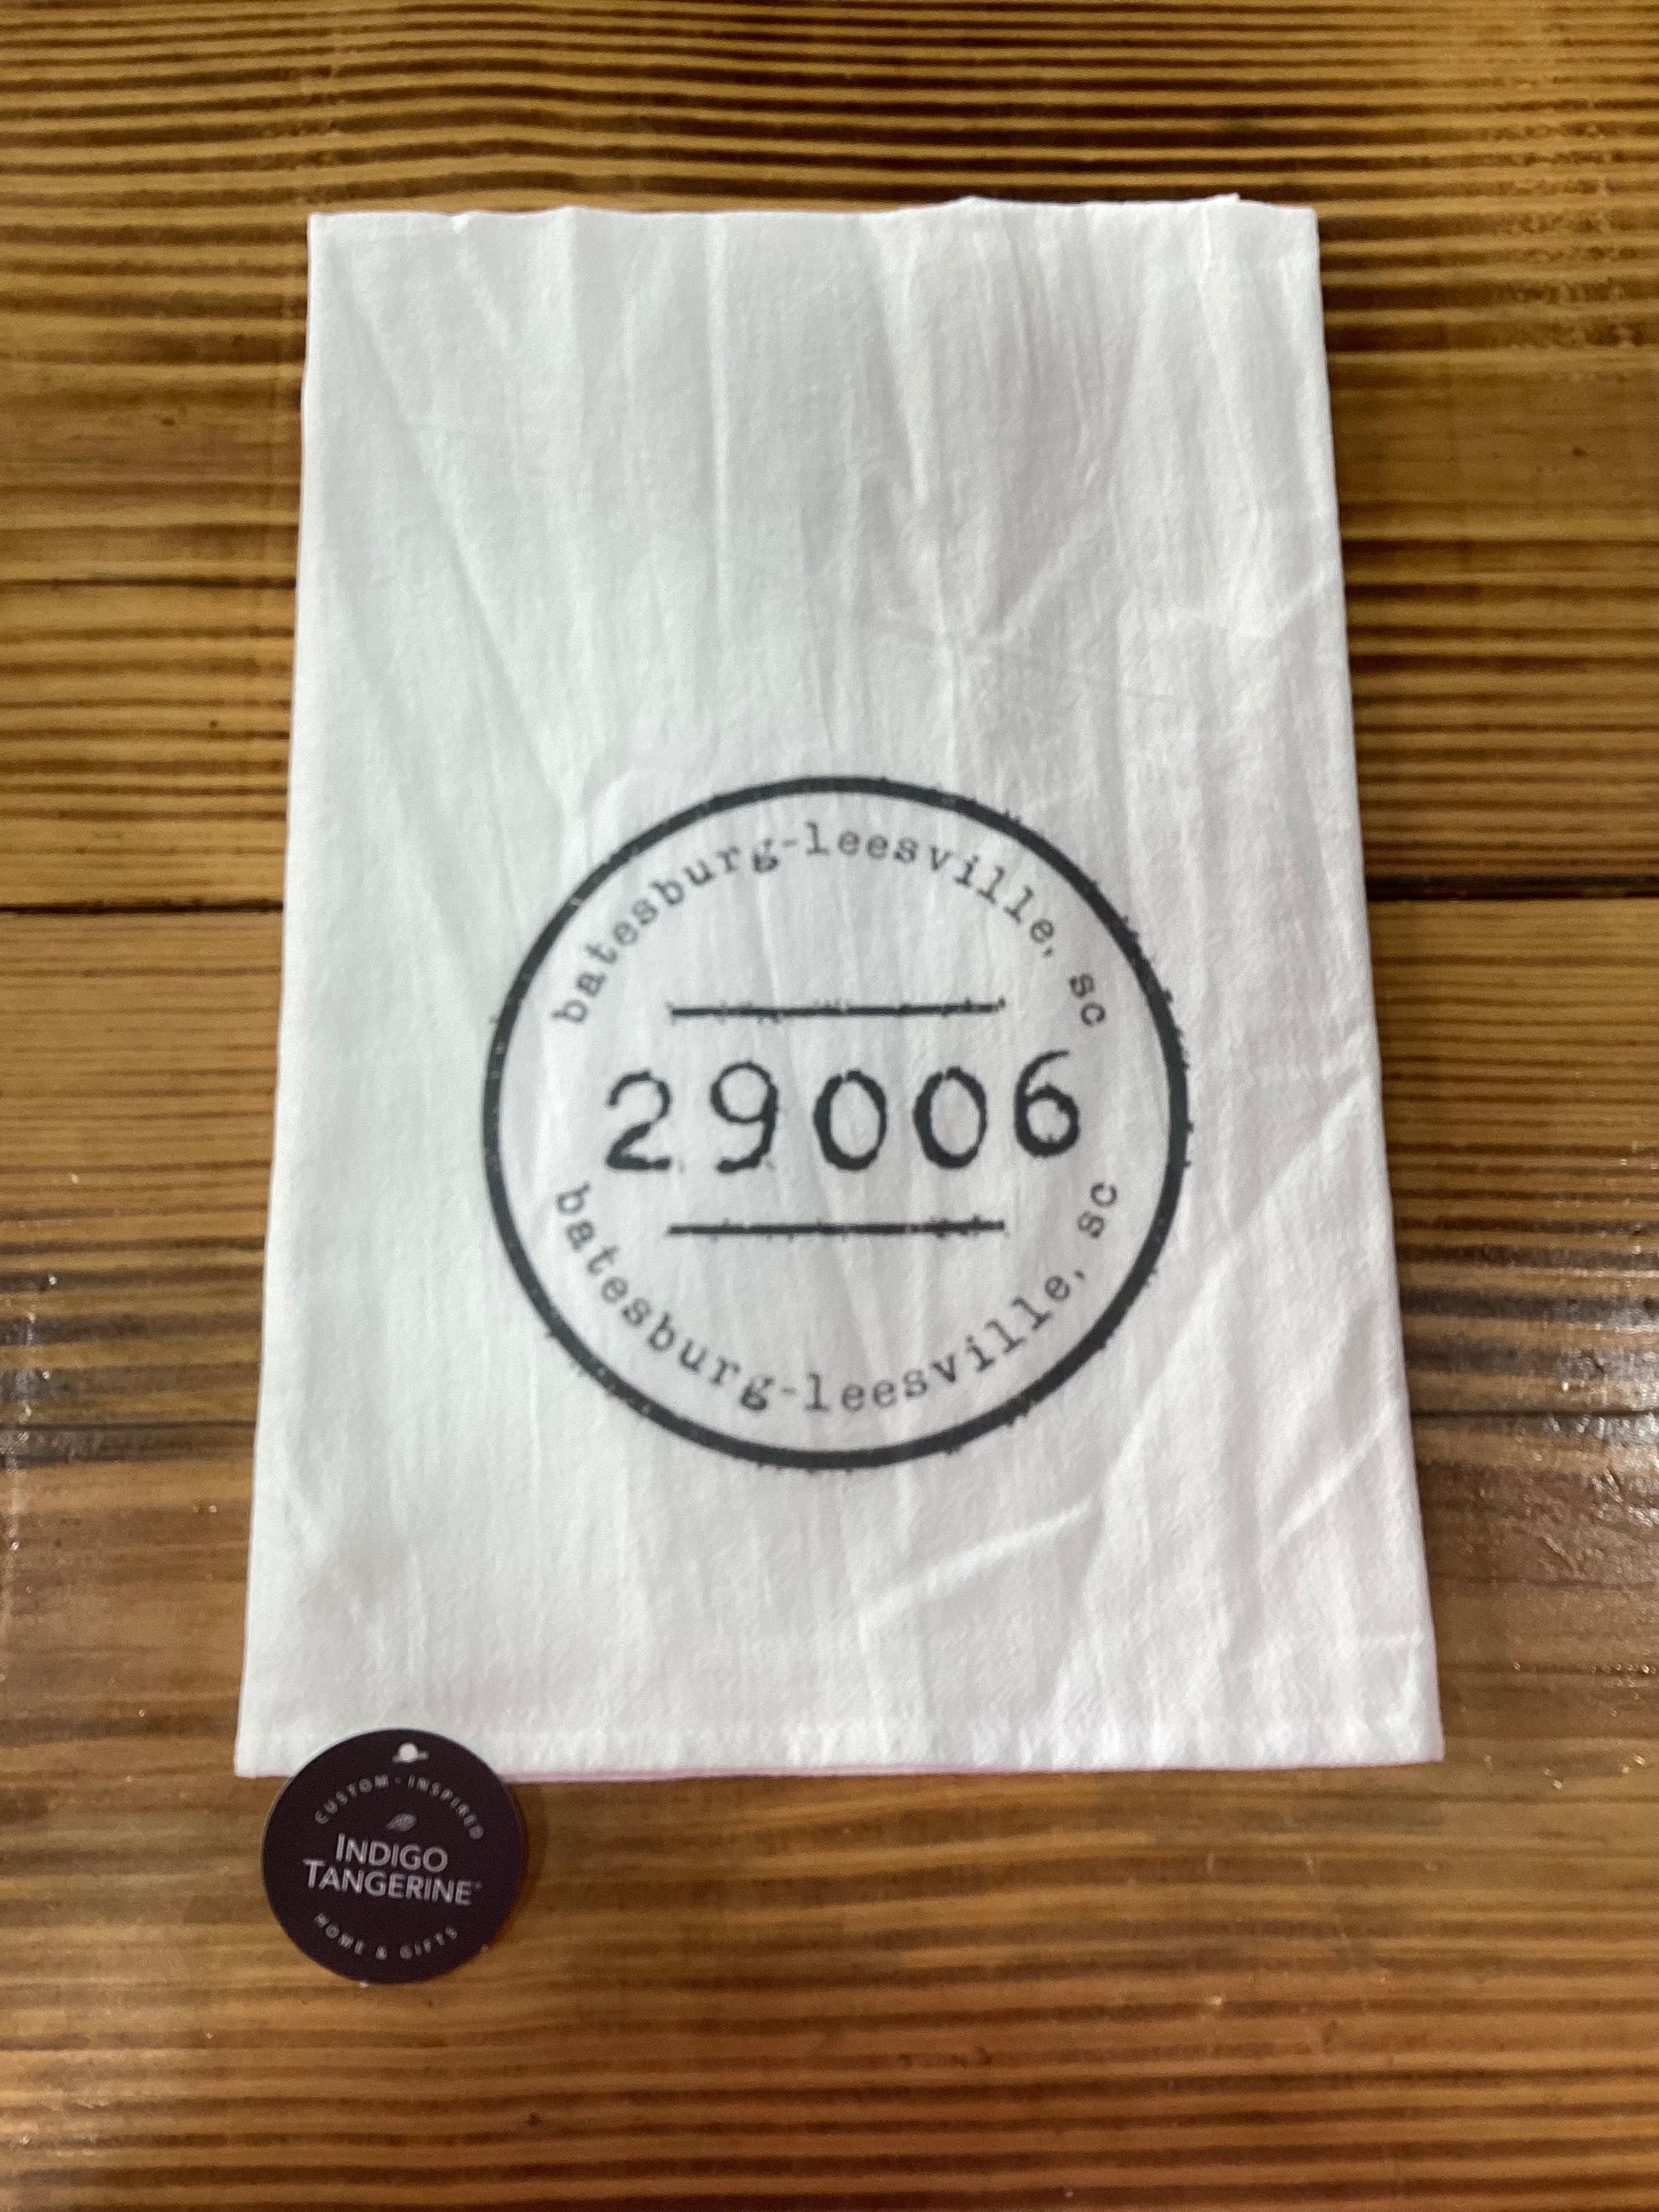 batesburg-leesville, sc
29006
batesburg-leesville, sc
CUSTOM-INSPIRED
INDIGO
TANGERINE®
HOME & GIFTS